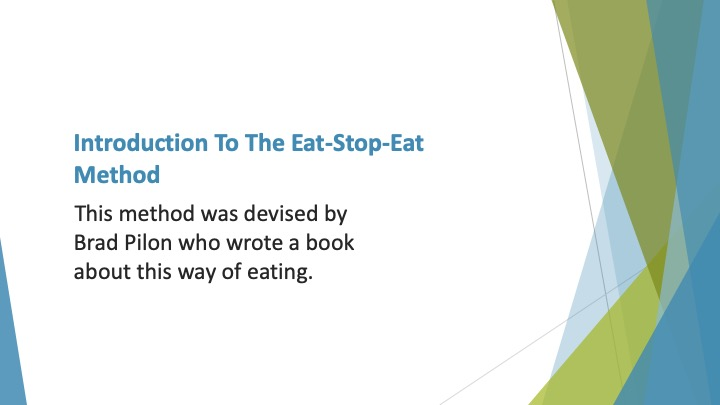 Introduction To The Eat-Stop-Eat
Method
This method was devised by
Brad Pilon who wrote a book
about this way of eating.